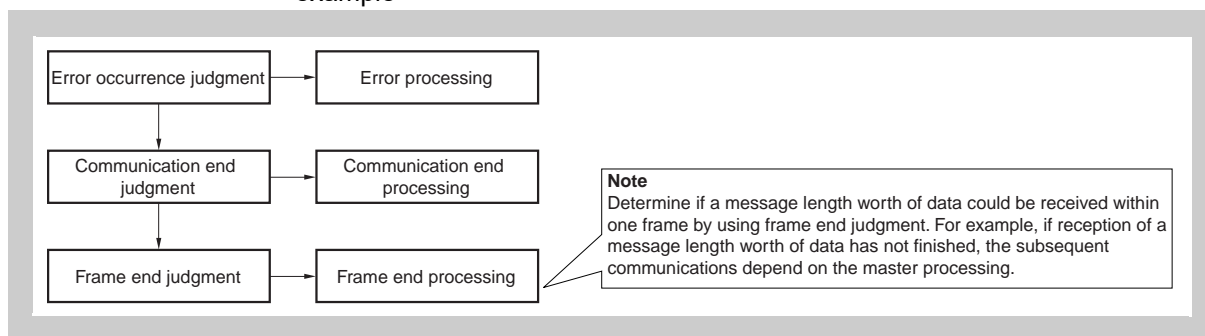 example
Error occurrence judgment
Error processing
Communication end
judgment
Communication end
processing
Note
Determine if a message length worth of data could be received within
one frame by using frame end judgment. For example, if reception of a
message length worth of data has not finished, the subsequent
communications depend on the master processing.
Frame end judgment
Frame end processing